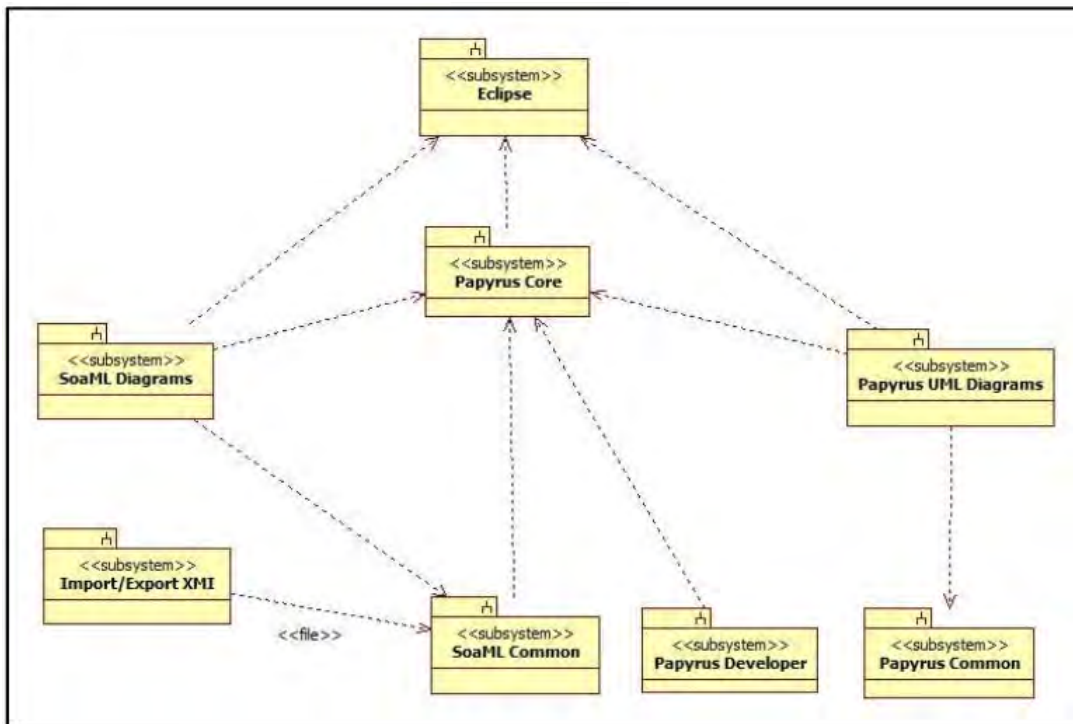 <<subsystem>>
Eclipse
<<subsystem>>
Papyrus Core
<<subsystem>>
SoaML Diagrams
<<subsystem>>
Papyrus UML Diagrams
<<subsystem>>
Import/Export XMI
<<file>>
<<subsystem>>
SoaML Common
<<subsystem>>
Papyrus Developer
<<subsystem>>
Papyrus Common